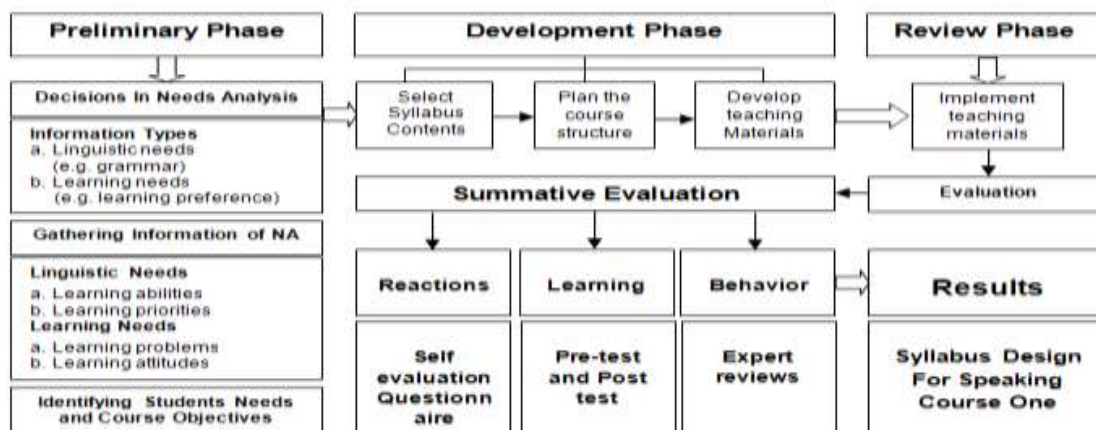 Preliminary Phase
Decisions In Needs Analysis
Information Types
a. Linguistic needs
(e.g. grammar)
b. Learning needs
(e.g. learning preference)
Gathering Information of NA
Linguistic Needs
a. Learning abilities
b. Learning priorities
Learning Needs
a. Learning problems
b. Learning attitudes
Identifying Students Needs
and Course Objectives
Development Phase
Select
Syllabus
Contents
Plan the
course
structure
Develop
teaching
Materials
Review Phase
Implement
teaching
materials
Evaluation
Summative Evaluation
Reactions
Learning
Behavior
Results
Self
evaluation
Questionn
aire
Pre-test
and Post
test
Expert
reviews
Syllabus Design
For Speaking
Course One